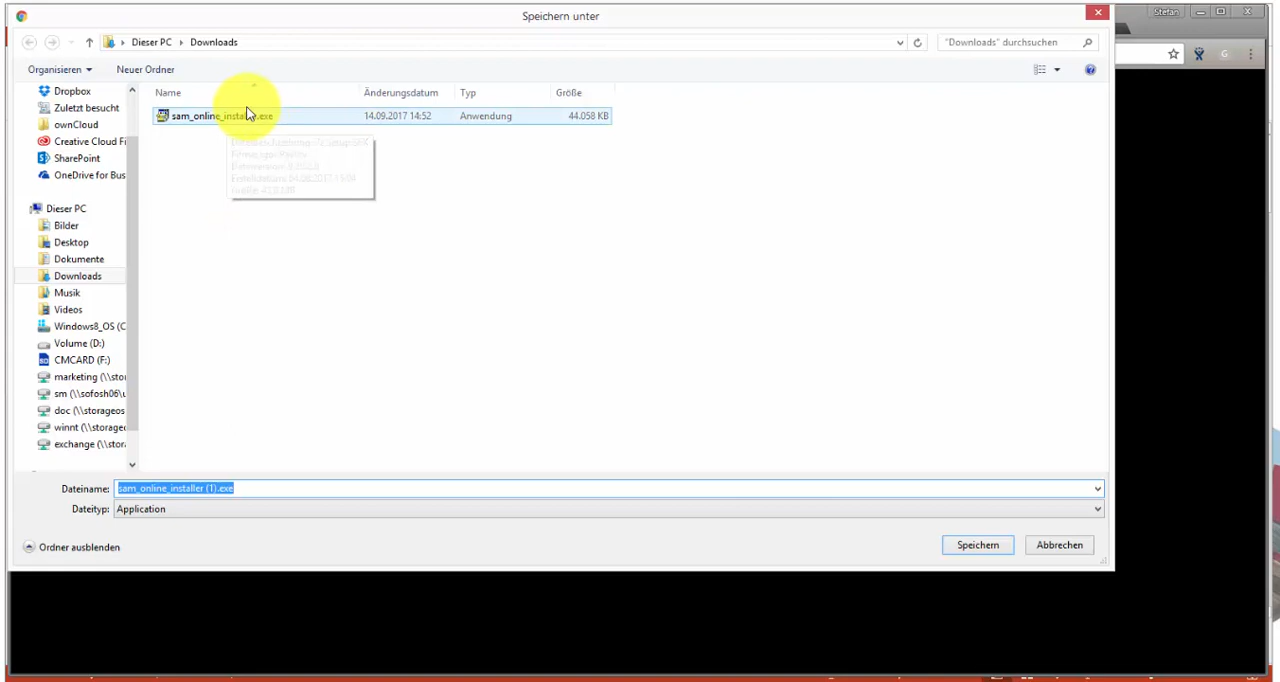 Speichern unter
Stefan
Dieser PC
Downloads
"Downloads" durchsuchen
Organisieren
Neuer Ordner
Name
Änderungsdatum
Typ
Größe
sam_online_installer.exe
14.09.2017 14:52
Anwendung
44.058 KB
Dropbox
Zuletzt besucht
ownCloud
Creative Cloud Fi
SharePoint
OneDrive for Bus
Dieser PC
Bilder
Desktop
Dokumente
Downloads
Musik
Videos
Windows8_OS (C
Volume (D:)
CMCARD (F:)
marketing (\\stor
sm (\\sofosh06\u
doc (\\storageos
winnt (\\storageo
exchange (\\stora
Dateiname:
sam_online_installer (1).exe
Dateityp:
Application
Ordner ausblenden
Speichern
Abbrechen